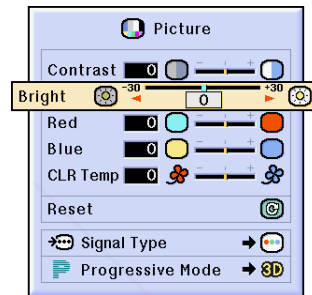 Picture
Contrast 0 - +
Bright -30 0 +30
Red 0 - +
Blue 0 - +
CLR Temp 0 - +
Reset
Signal Type
Progressive Mode 3D